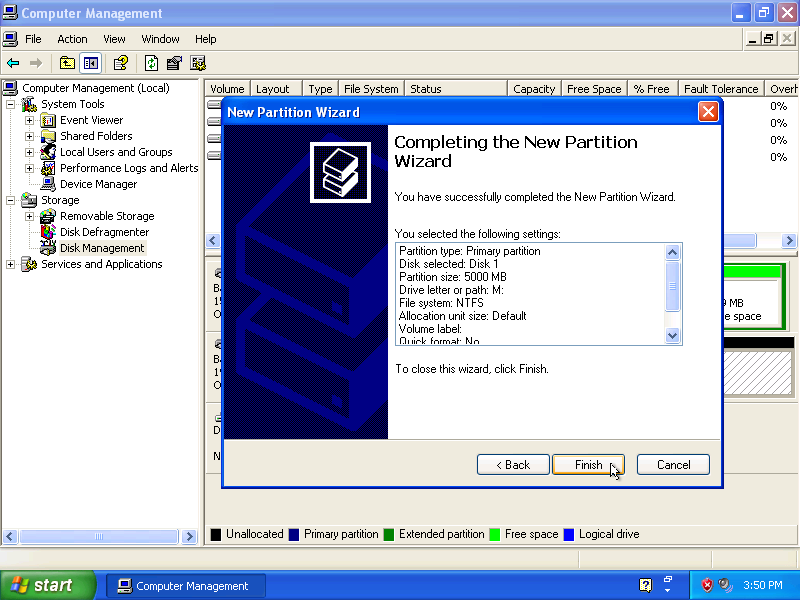 Computer Management
File Action View Window Help
Computer Management (Local)
System Tools
Event Viewer
Shared Folders
Local Users and Groups
Performance Logs and Alerts
Device Manager
Storage
Removable Storage
Disk Defragmenter
Disk Management
Services and Applications
Volume Layout Type File System Status Capacity Free Space % Free Fault Tolerance Overh
0%
0%
0%
0%
New Partition Wizard
Completing the New Partition
Wizard
You have successfully completed the New Partition Wizard.
You selected the following settings:
Partition type: Primary partition
Disk selected: Disk 1
Partition size: 5000 MB
Drive letter or path: M:
File system: NTFS
Allocation unit size: Default
Volume label:
Quick format: No
To close this wizard, click Finish.
< Back Finish Cancel
MB
e space
Unallocated Primary partition Extended partition Free space Logical drive
start Computer Management 3:50 PM